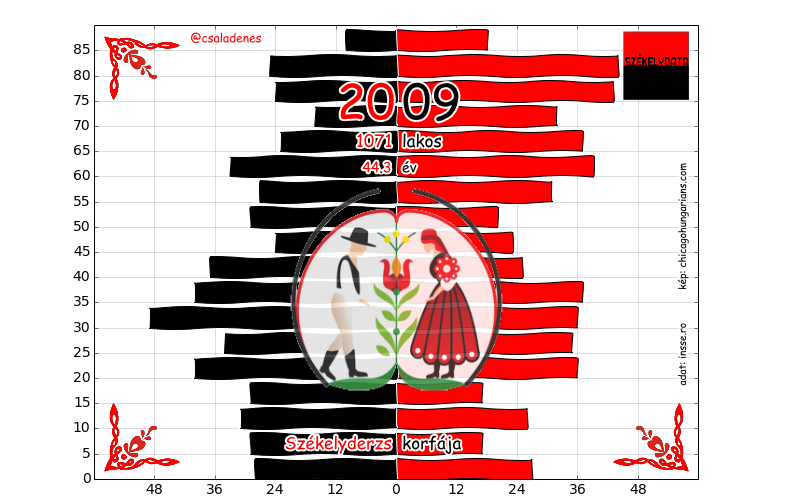 @csaladenes
SZÉKELYDATA
2009
1071 lakos
44.3 év
kép: chicagohungarians.com
adat: insse.ro
Székelyderzs korfája
85
80
75
70
65
60
55
50
45
40
35
30
25
20
15
10
5
0
48 36 24 12 0 12 24 36 48